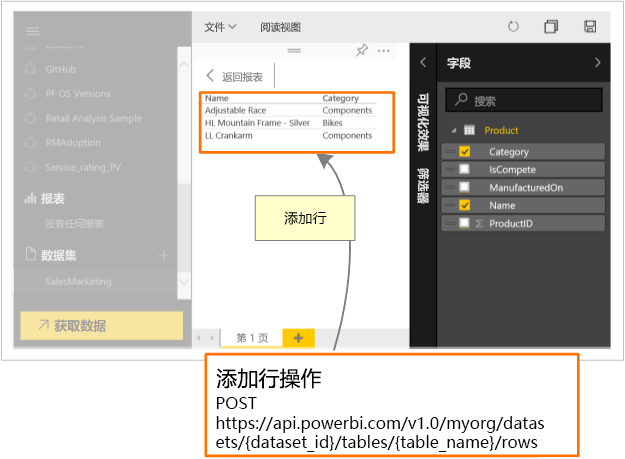 文件
阅读视图
GitHub
PF OS Versions
Retail Analysis Sample
RMAdoption
Service_rating_PV
报表
没有任何报表
数据集
SalesMarketing
获取数据
返回报表
Name Category
Adjustable Race Components
HL Mountain Frame - Silver Bikes
LL Crankarm Components
添加行
第 1 页
可视化效果
筛选器
字段
搜索
Product
Category
IsCompete
ManufacturedOn
Name
ProductID
添加行操作
POST
https://api.powerbi.com/v1.0/myorg/datas
ets/{dataset_id}/tables/{table_name}/rows